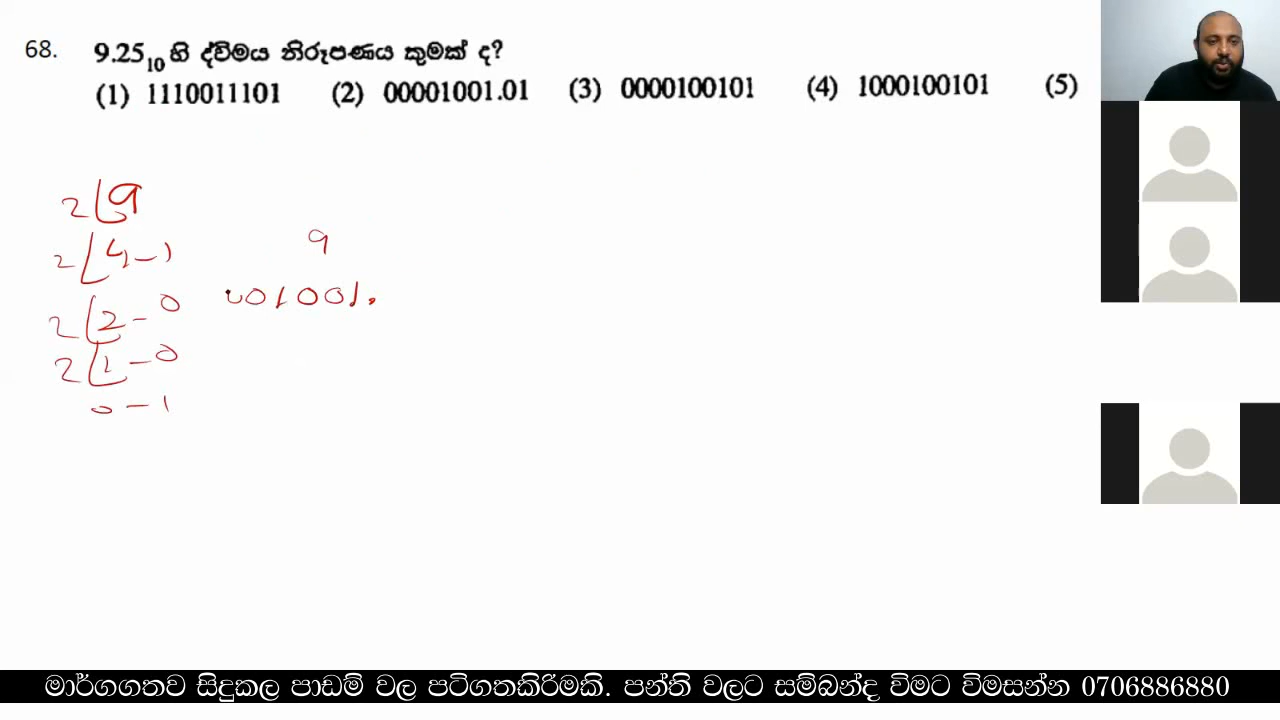 68. 9.25₁₀ හි ද්විමය නිරූපණය කුමක් ද?
(1) 1110011101 (2) 00001001.01 (3) 0000100101 (4) 1000100101 (5)
2 9
2 4 – 1
9
2 2 – 0
001001.
2 1 – 0
0 – 1
මාර්ගගතව සිදුකල පාඩම් වල පටිගතකිරිමකි. පන්ති වලට සම්බන්ද විමට විමසන්න 0706886880